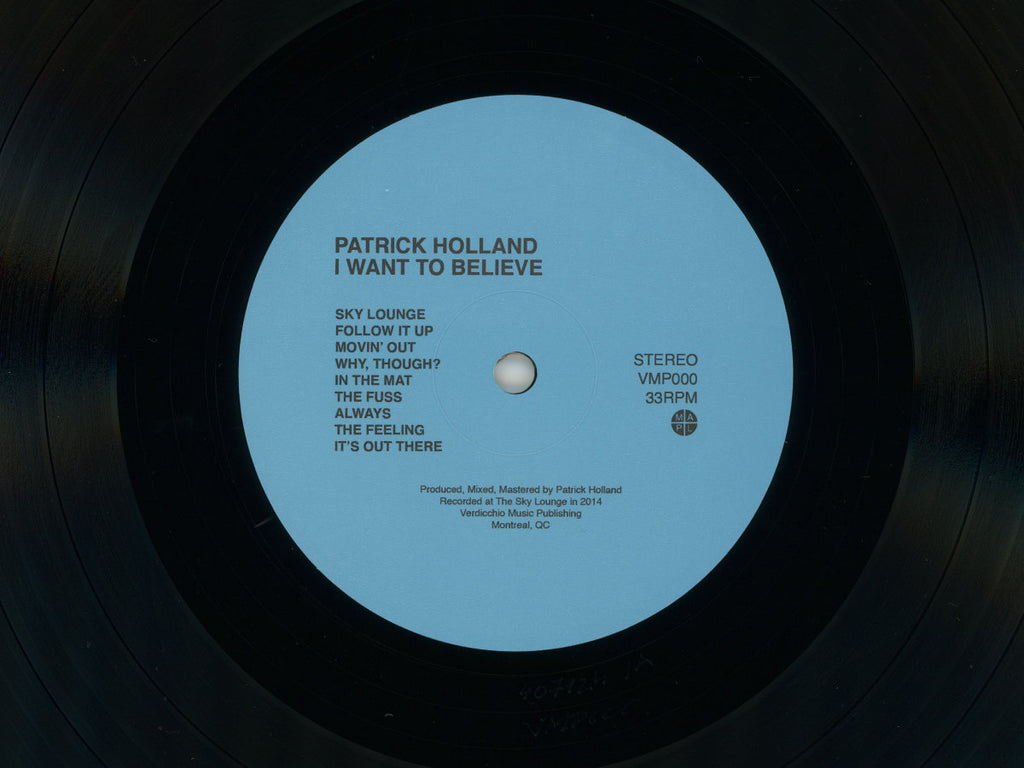 PATRICK HOLLAND
I WANT TO BELIEVE
SKY LOUNGE
FOLLOW IT UP
MOVIN' OUT
WHY, THOUGH?
IN THE MAT
THE FUSS
ALWAYS
THE FEELING
IT'S OUT THERE
STEREO
VMP000
33RPM
M A
P L
Produced, Mixed, Mastered by Patrick Holland
Recorded at The Sky Lounge in 2014
Verdicchio Music Publishing
Montreal, QC